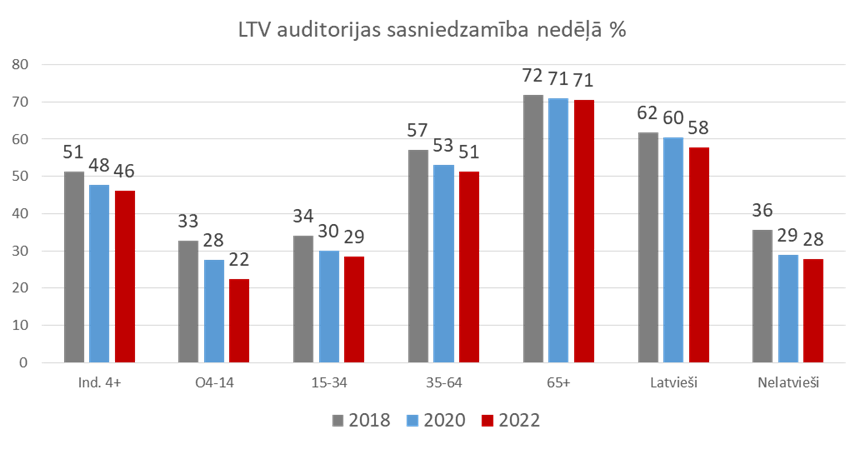 LTV auditorijas sasniedzamība nedēļā %
80
70
60
50
40
30
20
10
0
51 48 46
33 28 22
34 30 29
57 53 51
72 71 71
62 60 58
36 29 28
Ind. 4+ O4-14 15-34 35-64 65+ Latvieši Nelatvieši
2018 2020 2022